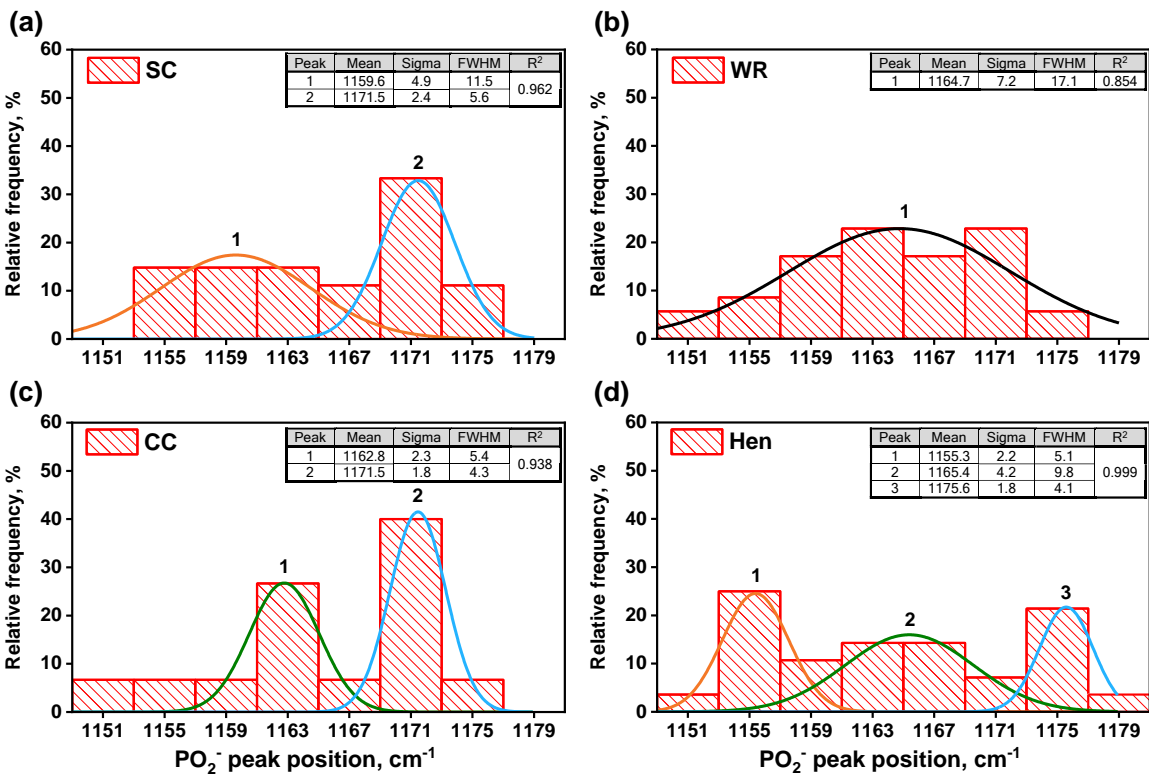 (a)
SC
Peak Mean Sigma FWHM R²
1 1159.6 4.9 11.5 0.962
2 1171.5 2.4 5.6
Relative frequency, %
60
50
40
30
20
10
0
1
2
1151 1155 1159 1163 1167 1171 1175 1179
(b)
WR
Peak Mean Sigma FWHM R²
1 1164.7 7.2 17.1 0.854
Relative frequency, %
60
50
40
30
20
10
0
1
1151 1155 1159 1163 1167 1171 1175 1179
(c)
CC
Peak Mean Sigma FWHM R²
1 1162.8 2.3 5.4 0.938
2 1171.5 1.8 4.3
Relative frequency, %
60
50
40
30
20
10
0
1
2
1151 1155 1159 1163 1167 1171 1175 1179
PO₂⁻ peak position, cm⁻¹
(d)
Hen
Peak Mean Sigma FWHM R²
1 1155.3 2.2 5.1
2 1165.4 4.2 9.8 0.999
3 1175.6 1.8 4.1
Relative frequency, %
60
50
40
30
20
10
0
1
2
3
1151 1155 1159 1163 1167 1171 1175 1179
PO₂⁻ peak position, cm⁻¹